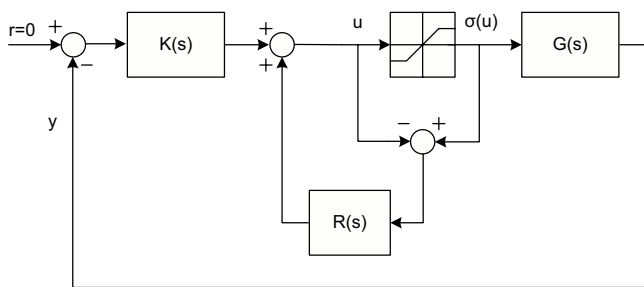 r=0
+
−
K(s)
+
+
u
σ(u)
G(s)
y
−
+
R(s)